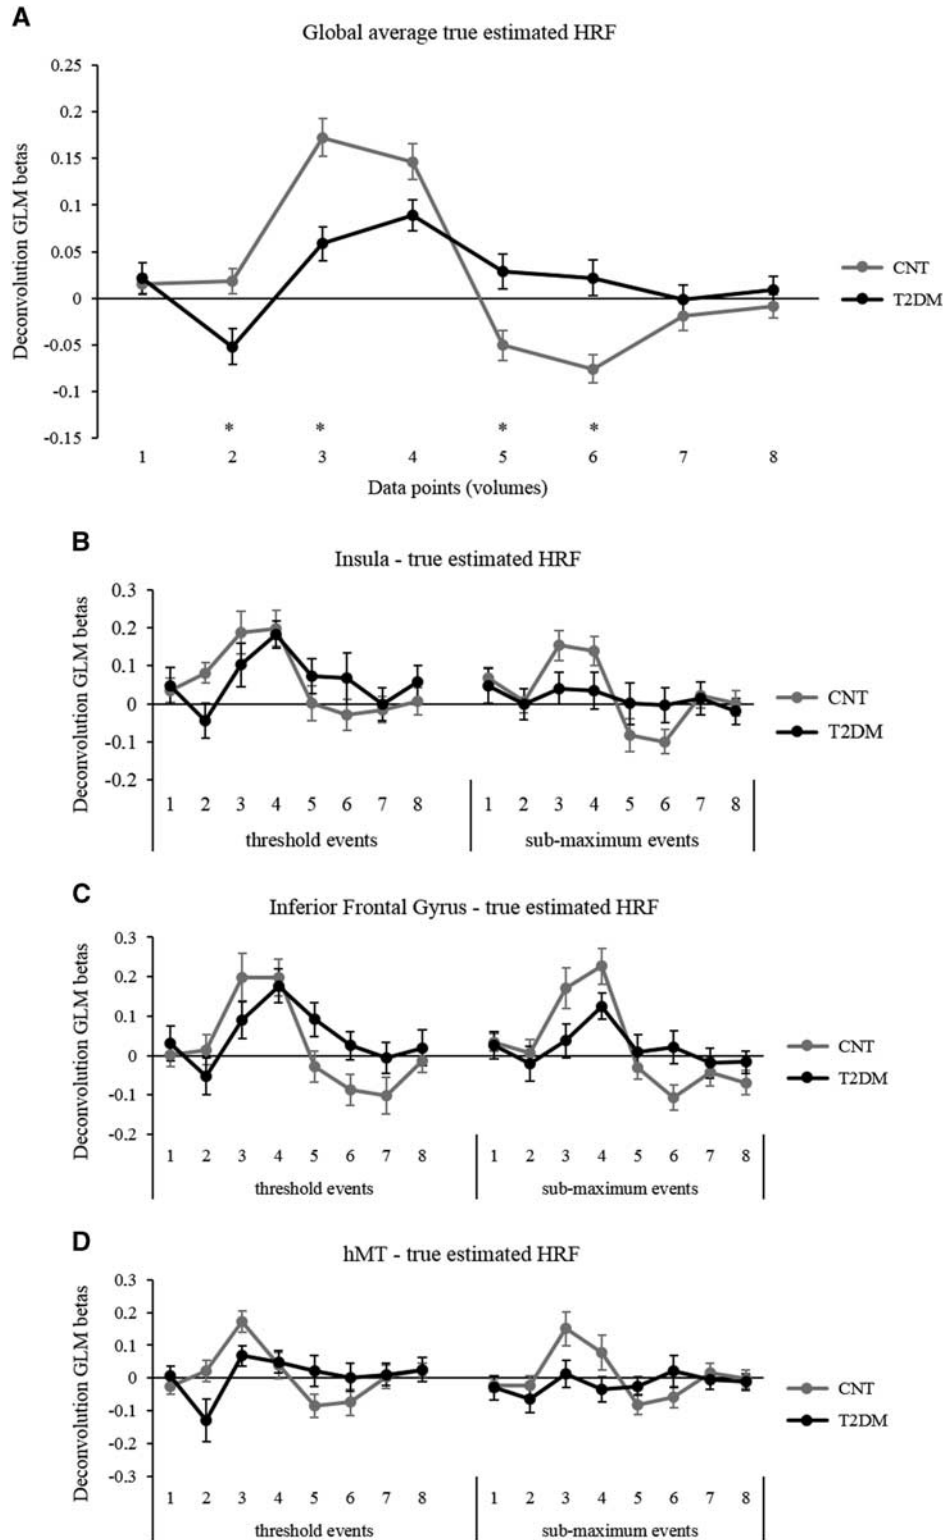 A
Global average true estimated HRF
Deconvolution GLM betas
0.25
0.2
0.15
0.1
0.05
0
-0.05
-0.1
-0.15
* * * *
1 2 3 4 5 6 7 8
Data points (volumes)
CNT
T2DM
B
Insula - true estimated HRF
Deconvolution GLM betas
0.3
0.2
0.1
0
-0.1
-0.2
1 2 3 4 5 6 7 8 1 2 3 4 5 6 7 8
threshold events sub-maximum events
CNT
T2DM
C
Inferior Frontal Gyrus - true estimated HRF
Deconvolution GLM betas
0.3
0.2
0.1
0
-0.1
-0.2
1 2 3 4 5 6 7 8 1 2 3 4 5 6 7 8
threshold events sub-maximum events
CNT
T2DM
D
hMT - true estimated HRF
Deconvolution GLM betas
0.3
0.2
0.1
0
-0.1
-0.2
-0.3
1 2 3 4 5 6 7 8 1 2 3 4 5 6 7 8
threshold events sub-maximum events
CNT
T2DM